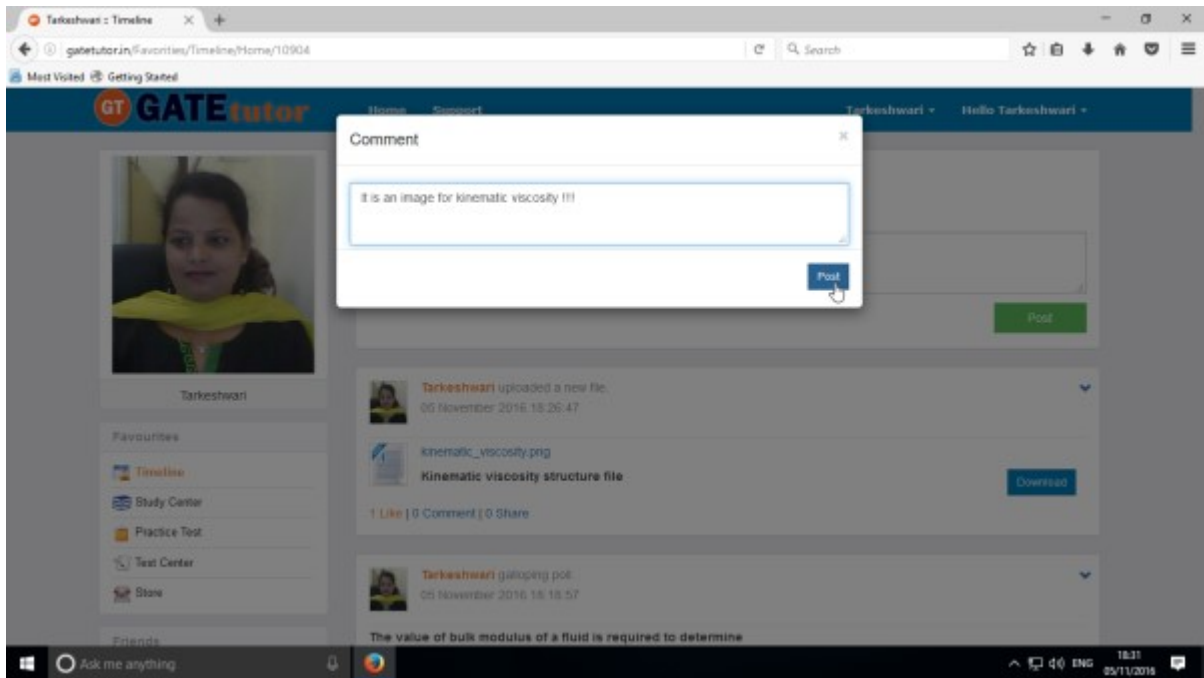 Tarkeshwari :: Timeline
gatetutor.in/Favorities/Timeline/Home/10904
Search
Most Visited Getting Started
GT GATEtutor Home Support Tarkeshwari Hello Tarkeshwari
Comment
It is an image for kinematic viscosity !!!!
Post
Post
Tarkeshwari
Favourites
Timeline
Study Center
Practice Test
Test Center
Store
Friends
Tarkeshwari uploaded a new file.
05 November 2016 18:26:47
kinematic_viscosity.png
Kinematic viscosity structure file
Download
1 Like | 0 Comment | 0 Share
Tarkeshwari galloping poll.
05 November 2016 18:18:57
The value of bulk modulus of a fluid is required to determine
Ask me anything
ENG
18:31
05/11/2016